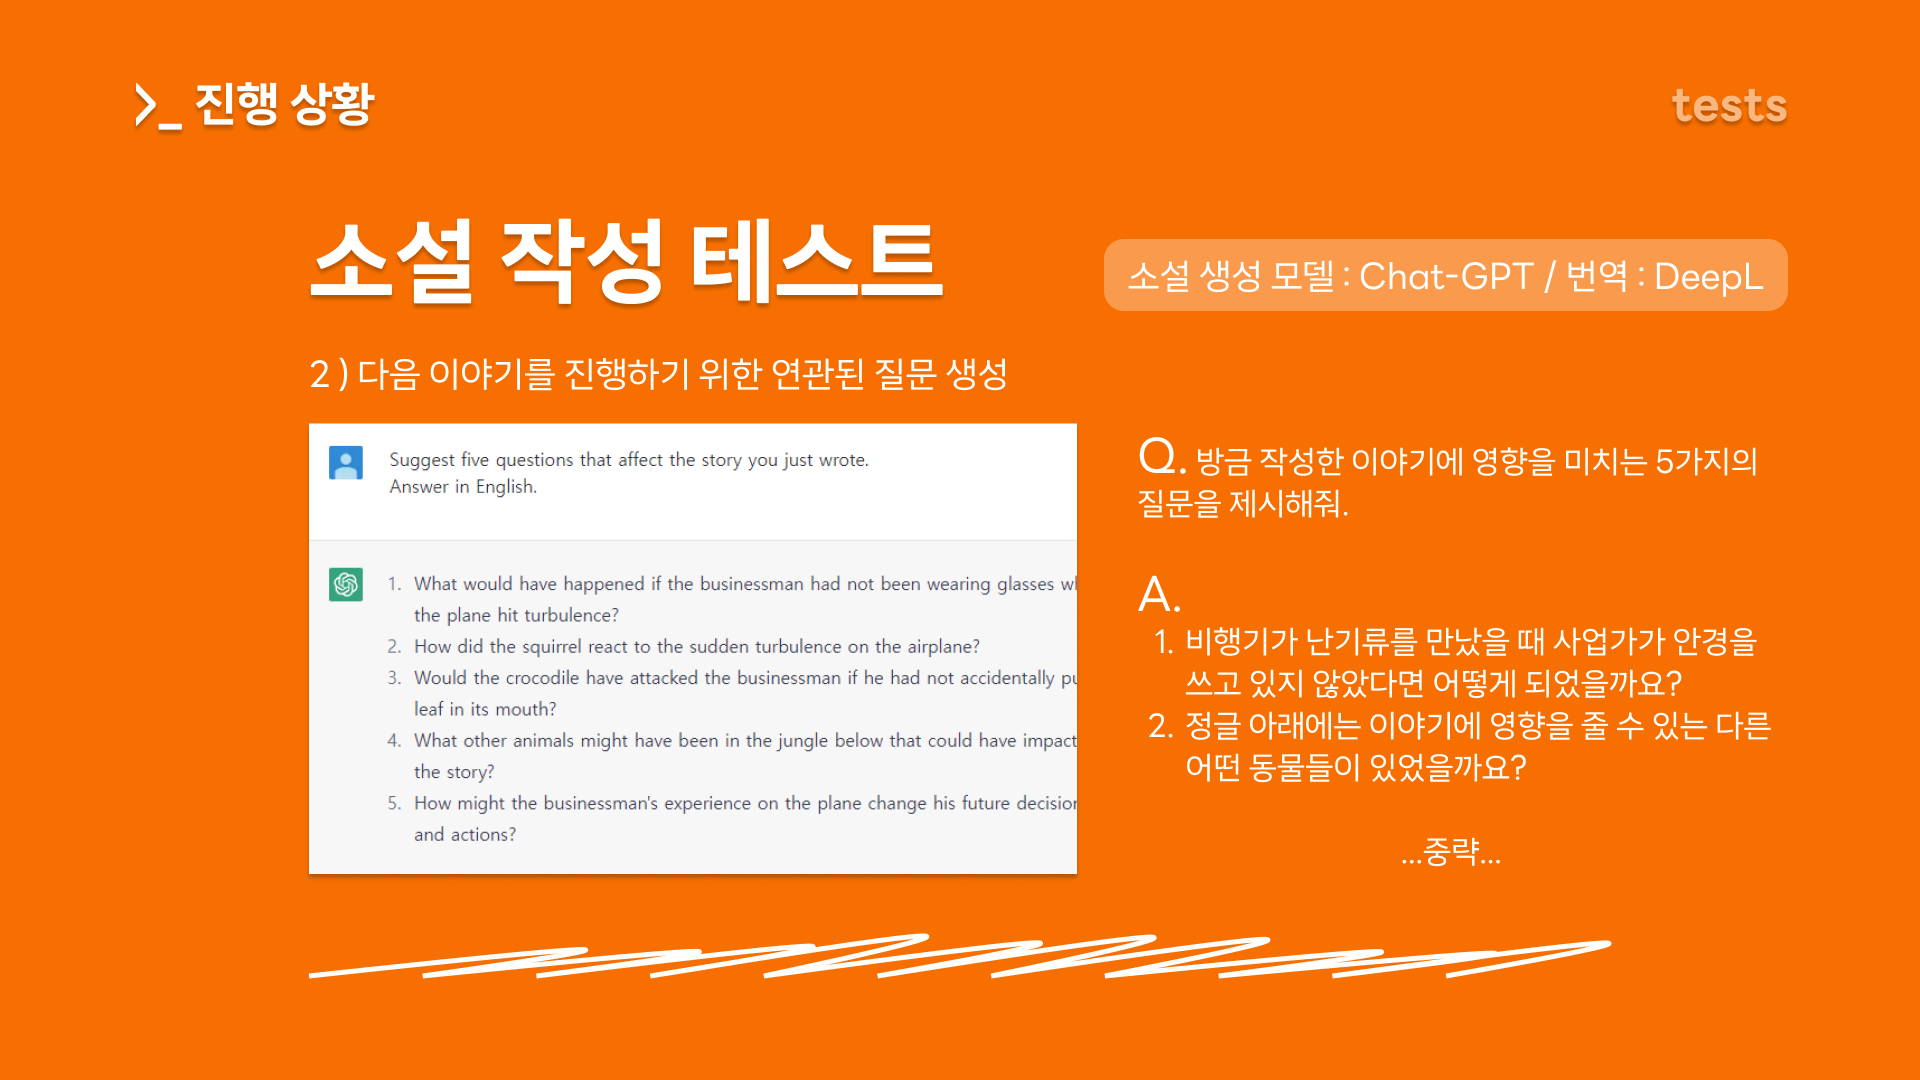 >_ 진행 상황
tests
소설 작성 테스트
소설 생성 모델 : Chat-GPT / 번역 : DeepL
2 ) 다음 이야기를 진행하기 위한 연관된 질문 생성
Suggest five questions that affect the story you just wrote.
Answer in English.
1. What would have happened if the businessman had not been wearing glasses
the plane hit turbulence?
2. How did the squirrel react to the sudden turbulence on the airplane?
3. Would the crocodile have attacked the businessman if he had not accidentally
leaf in its mouth?
4. What other animals might have been in the jungle below that could have impact
the story?
5. How might the businessman's experience on the plane change his future decision
and actions?
Q. 방금 작성한 이야기에 영향을 미치는 5가지의
질문을 제시해줘.
A.
1. 비행기가 난기류를 만났을 때 사업가가 안경을
쓰고 있지 않았다면 어떻게 되었을까요?
2. 정글 아래에는 이야기에 영향을 줄 수 있는 다른
어떤 동물들이 있었을까요?
...중략...